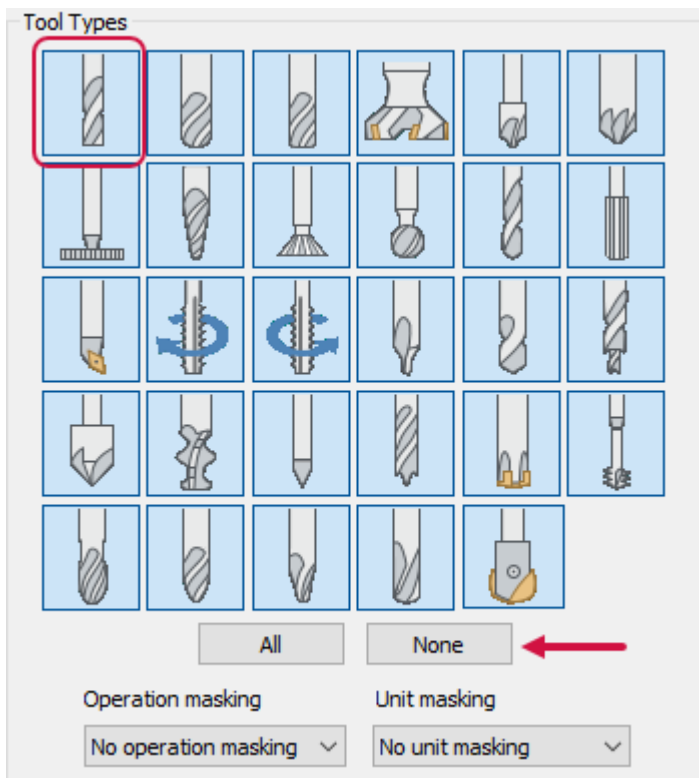 Tool Types
All
None
Operation masking
Unit masking
No operation masking
No unit masking